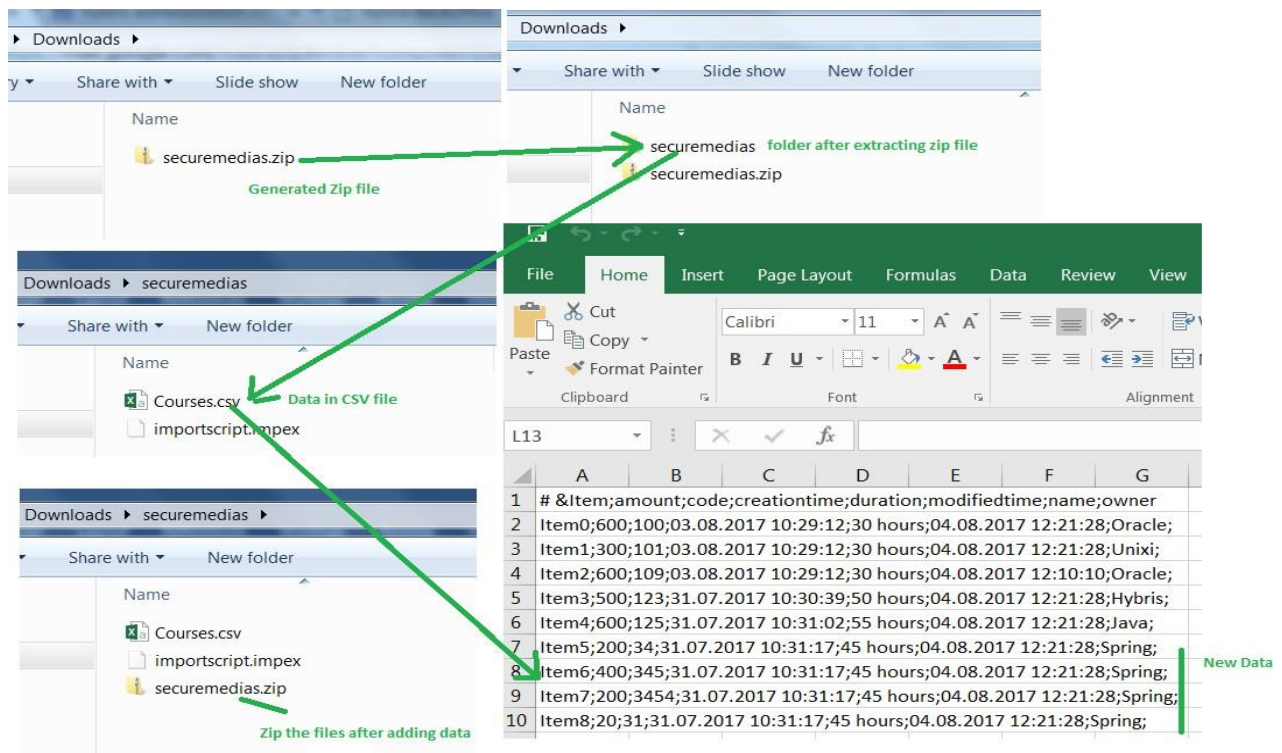 Downloads
Share with Slide show New folder
Name
securemedias.zip
Generated Zip file
Downloads
Share with Slide show New folder
Name
securemedias folder after extracting zip file
securemedias.zip
Downloads securemedias
Share with New folder
Name
Courses.csv Data in CSV file
importscript.impex
Downloads securemedias
Share with New folder
Name
Courses.csv
importscript.impex
securemedias.zip
Zip the files after adding data
File Home Insert Page Layout Formulas Data Review View
Cut
Copy
Paste
Format Painter
Calibri 11 A A
B I U A
Clipboard Font Alignment
L13 fx
A B C D E F G
1 # &Item;amount;code;creationtime;duration;modifiedtime;name;owner
2 Item0;600;100;03.08.2017 10:29:12;30 hours;04.08.2017 12:21:28;Oracle;
3 Item1;300;101;03.08.2017 10:29:12;30 hours;04.08.2017 12:21:28;Unixi;
4 Item2;600;109;03.08.2017 10:29:12;30 hours;04.08.2017 12:10:10;Oracle;
5 Item3;500;123;31.07.2017 10:30:39;50 hours;04.08.2017 12:21:28;Hybris;
6 Item4;600;125;31.07.2017 10:31:02;55 hours;04.08.2017 12:21:28;Java;
7 Item5;200;34;31.07.2017 10:31:17;45 hours;04.08.2017 12:21:28;Spring;
8 Item6;400;345;31.07.2017 10:31:17;45 hours;04.08.2017 12:21:28;Spring;
9 Item7;200;3454;31.07.2017 10:31:17;45 hours;04.08.2017 12:21:28;Spring;
10 Item8;20;31;31.07.2017 10:31:17;45 hours;04.08.2017 12:21:28;Spring;
New Data